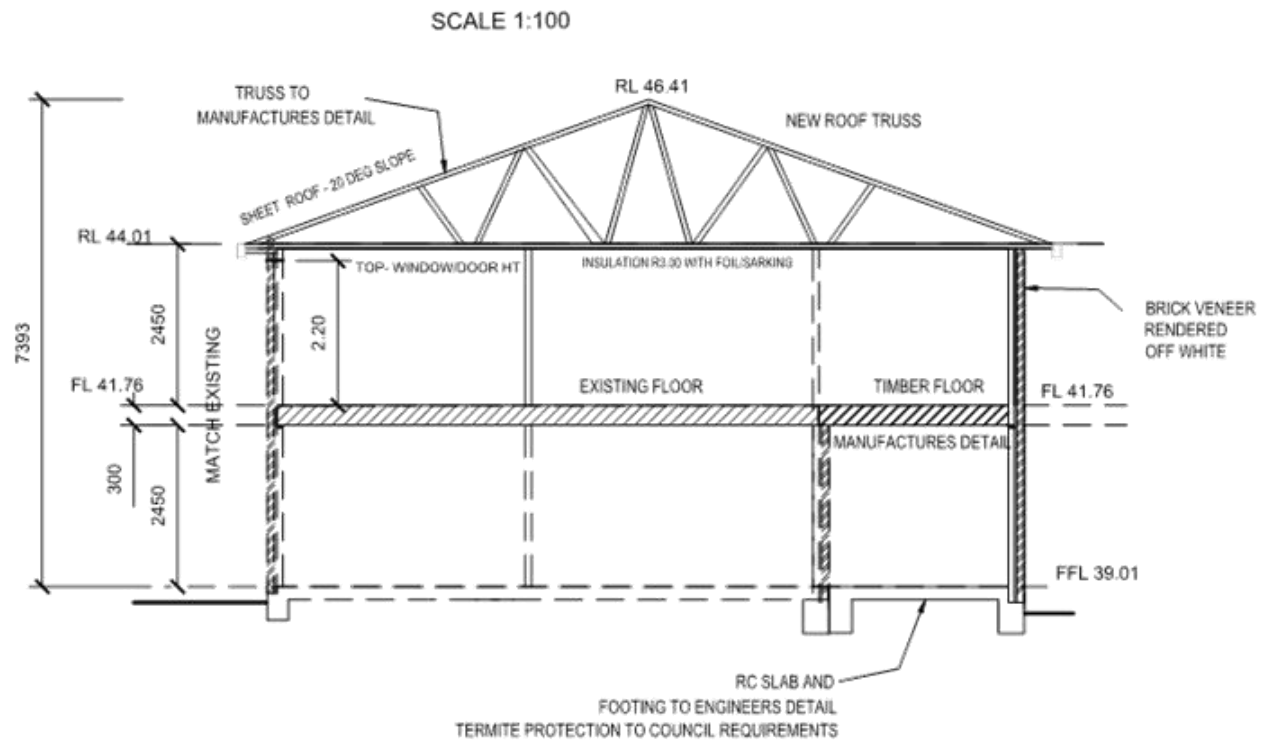 SCALE 1:100
RL 46.41
TRUSS TO
MANUFACTURES DETAIL
NEW ROOF TRUSS
SHEET ROOF - 20 DEG SLOPE
RL 44.01
TOP- WINDOW/DOOR HT
INSULATION R3.00 WITH FOIL/SARKING
BRICK VENEER
RENDERED
OFF WHITE
7393
2450
MATCH EXISTING
2.20
FL 41.76
EXISTING FLOOR
TIMBER FLOOR
FL 41.76
MANUFACTURES DETAIL
300
2450
FFL 39.01
RC SLAB AND
FOOTING TO ENGINEERS DETAIL
TERMITE PROTECTION TO COUNCIL REQUIREMENTS